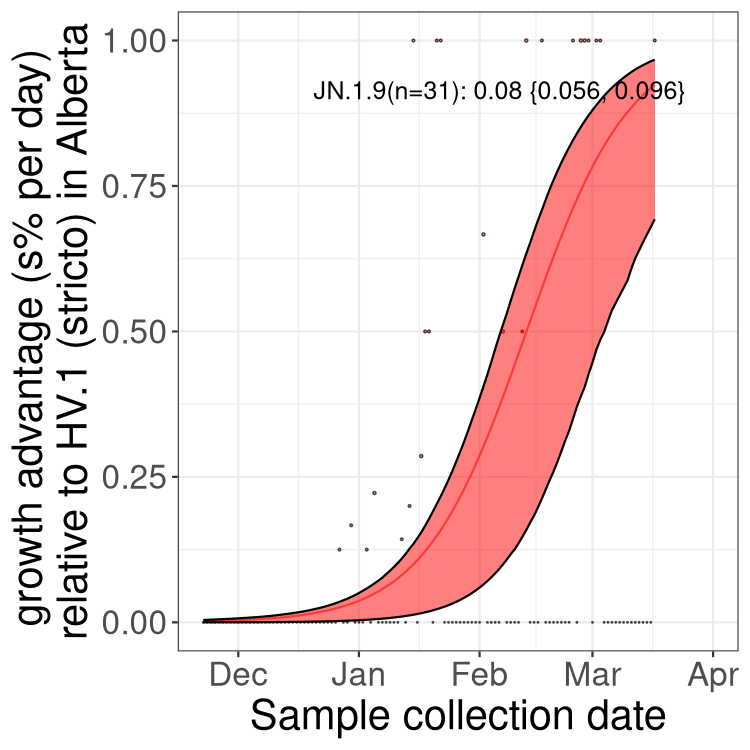 growth advantage (s% per day)
relative to HV.1 (stricto) in Alberta
1.00
0.75
0.50
0.25
0.00
JN.1.9(n=31): 0.08 {0.056, 0.096}
Dec Jan Feb Mar Apr
Sample collection date